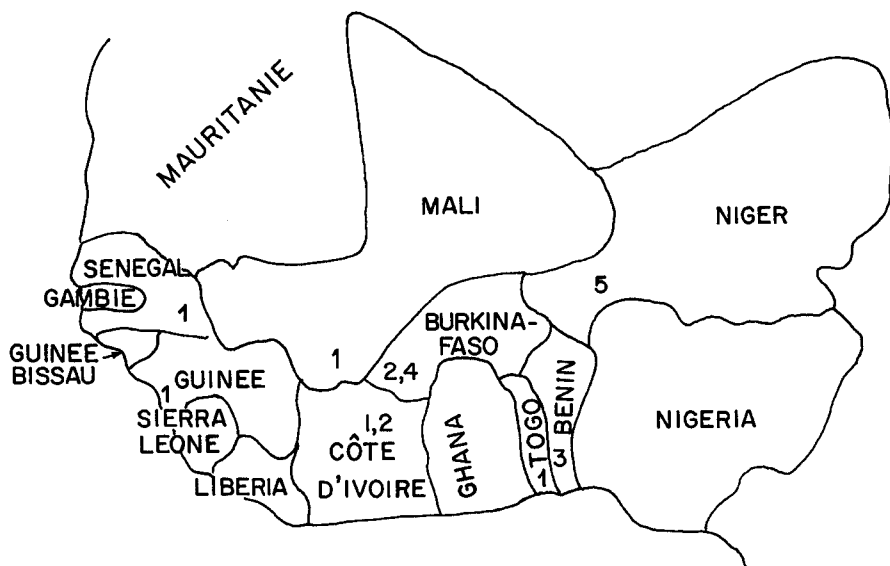 MAURITANIE
MALI
NIGER
SENEGAL
GAMBIE
1
5
GUINEE
BISSAU
BURKINA-
FASO
1
2,4
GUINEE
1
SIERRA
LEONE
LIBERIA
1,2
CÔTE
D'IVOIRE
GHANA
TOGO
1
BENIN
3
NIGERIA